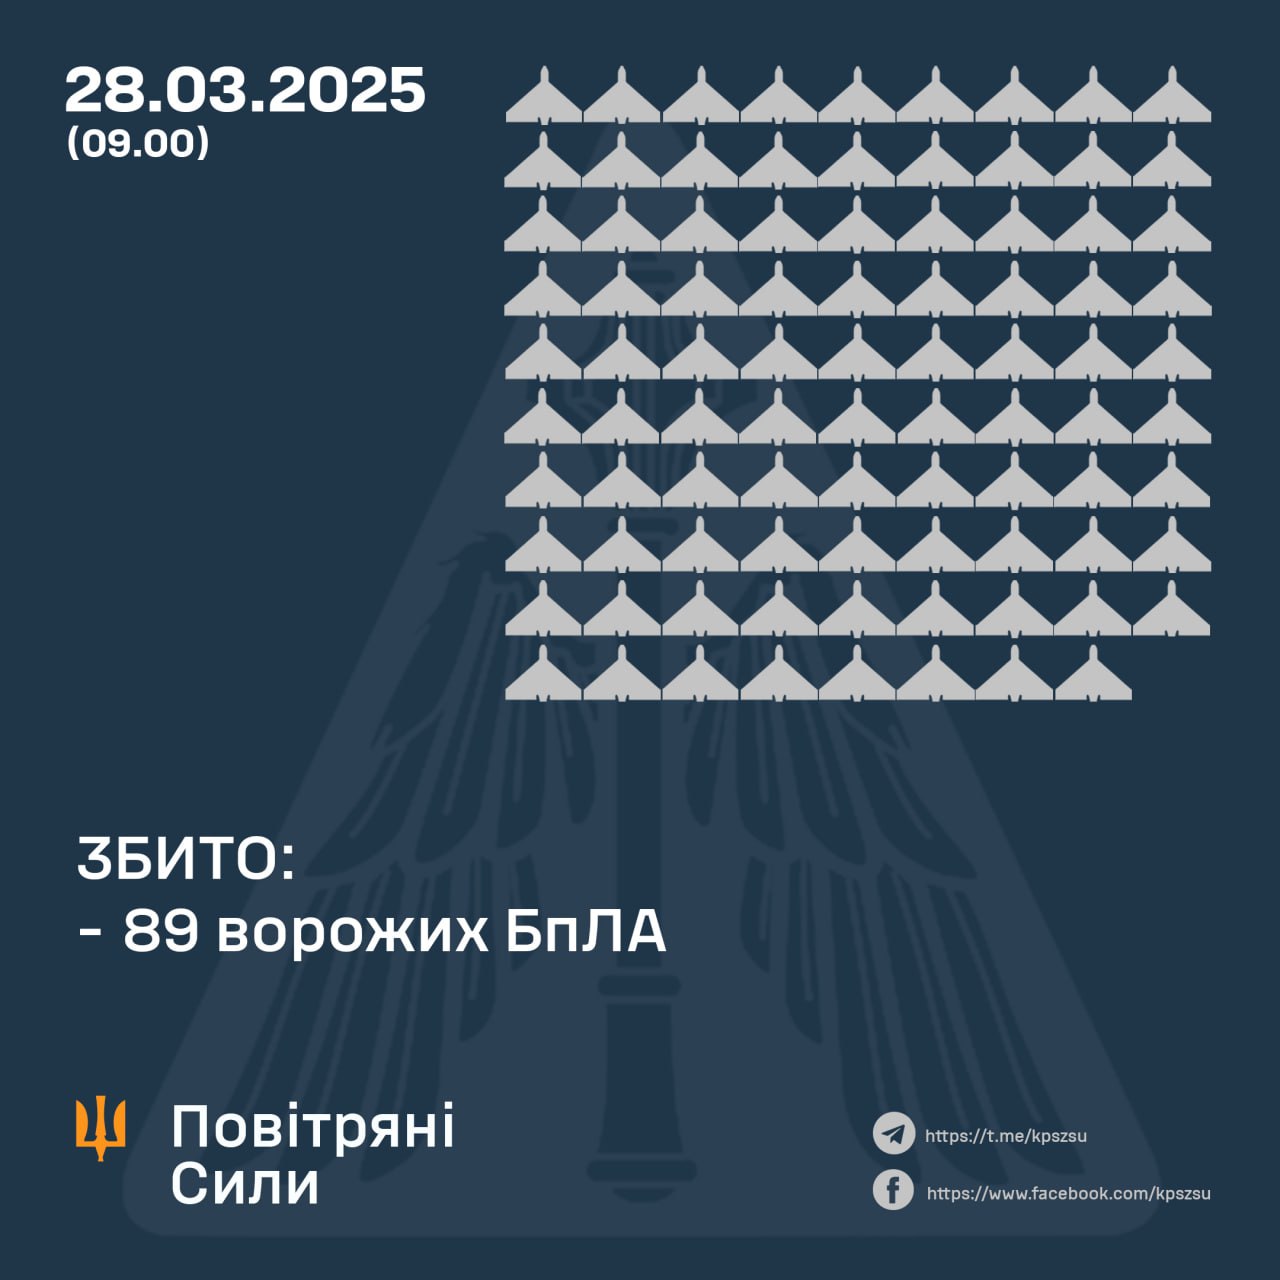 28.03.2025
(09.00)
ЗБИТО:
- 89 ворожих БпЛА
Повітряні
Сили
https://t.me/kpszsu
https://www.facebook.com/kpszsu